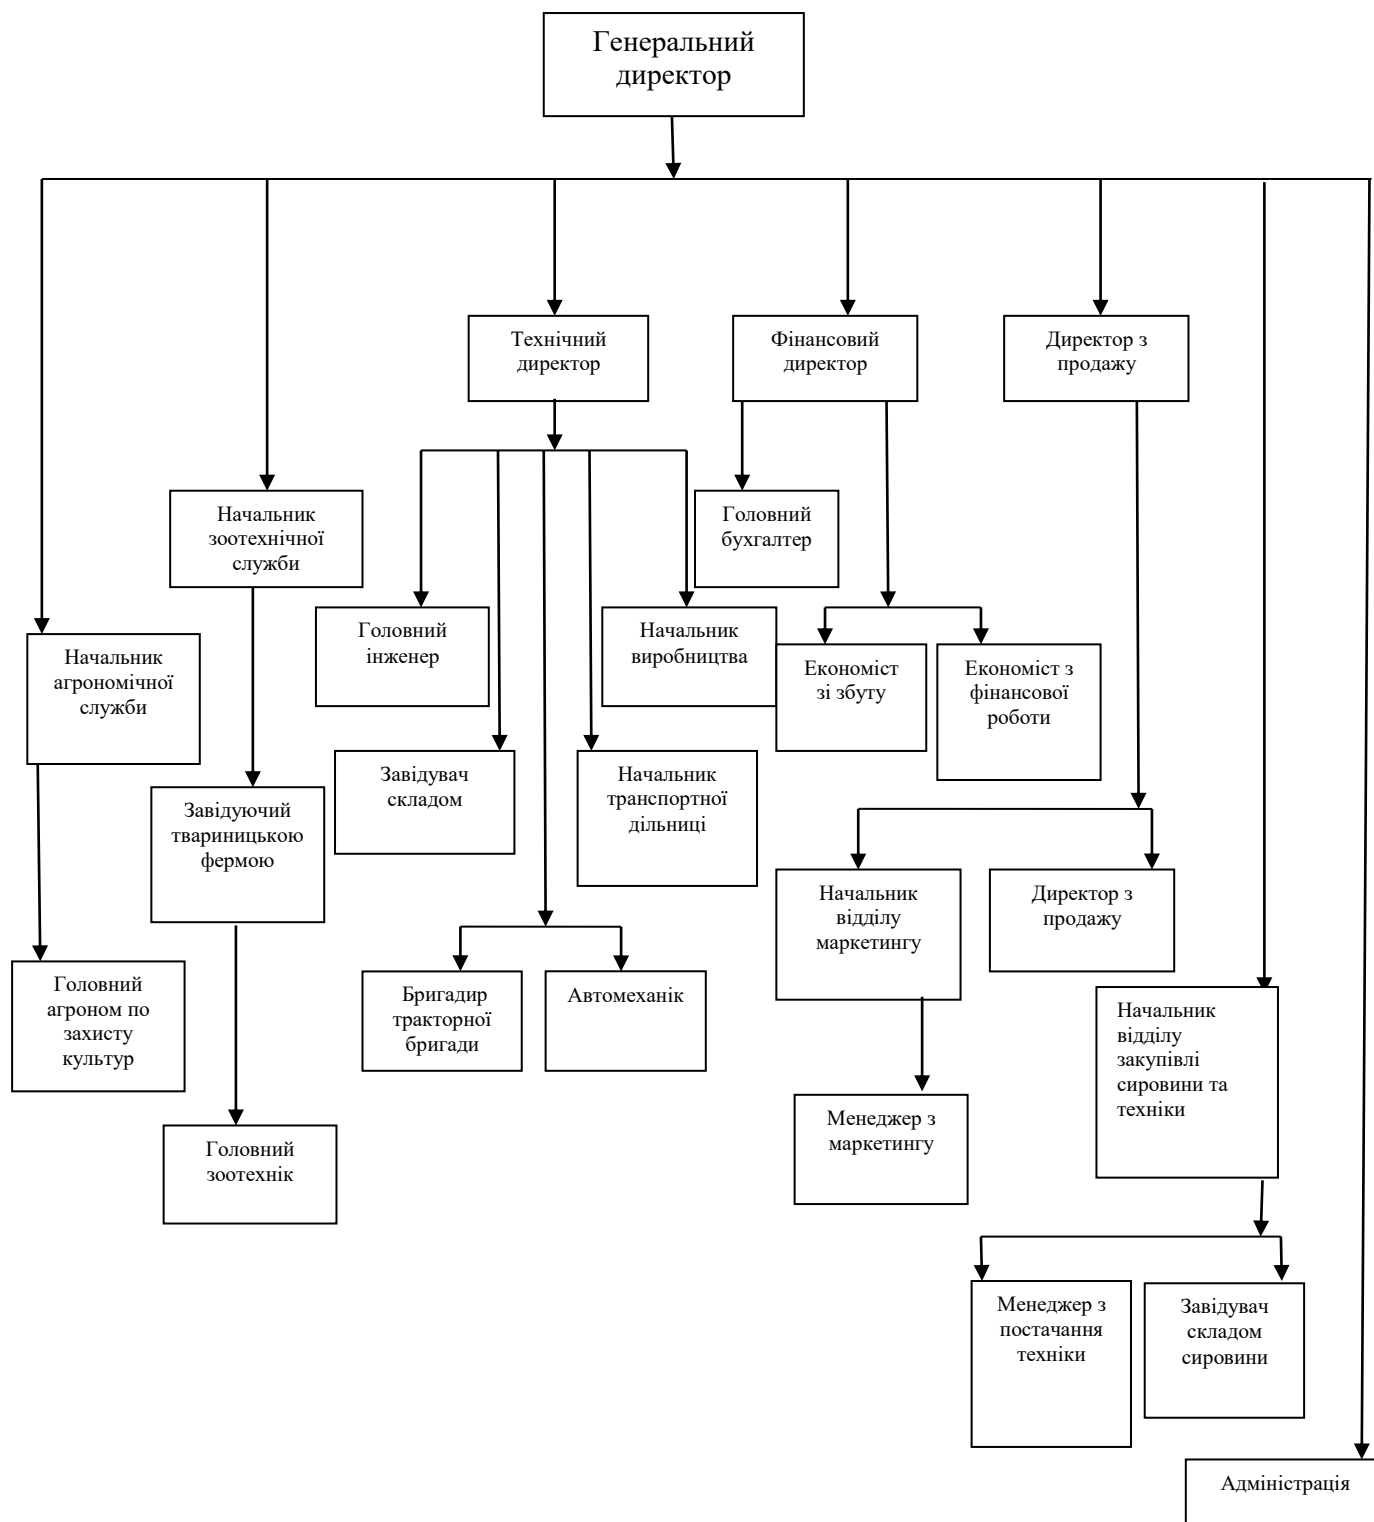 Генеральний
директор
Технічний
директор
Фінансовий
директор
Директор з
продажу
Начальник
зоотехнічної
служби
Головний
бухгалтер
Головний
інженер
Начальник
виробництва
Начальник
агрономічної
служби
Економіст
зі збуту
Економіст з
фінансової
роботи
Завідувач
складом
Начальник
транспортної
дільниці
Завідуючий
твариницькою
фермою
Начальник
відділу
маркетингу
Директор з
продажу
Головний
агроном по
захисту
культур
Бригадир
тракторної
бригади
Автомеханік
Начальник
відділу
закупівлі
сировини та
техніки
Менеджер з
маркетингу
Головний
зоотехнік
Менеджер з
постачання
техніки
Завідувач
складом
сировини
Адміністрація